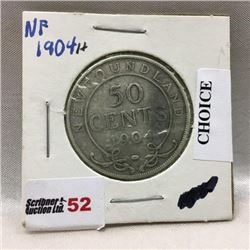 NF
1904H
NEWFOUNDLAND
50
CENTS
1904
CHOICE
Scribner
Auction Ltd. 52